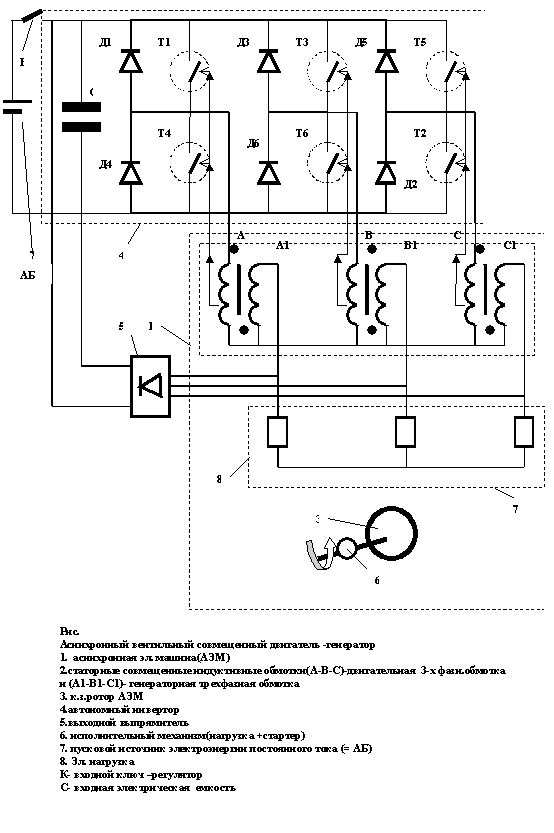 Д1 Т1 Д3 Т3 Д5 Т5
С
Т4 Д6 Т6 Т2
Д4 Д2
А А1 В В1 С С1
4
АБ
5 1
8
7
3
6
Рис.
Асинхронный вентильный совмещенный двигатель -генератор
1. асинхронная эл. машина(АЭМ)
2.статорные совмещенные индуктивные обмотки(А-В-С)-двигательная 3-х фазн.обмотка
и (А1-В1-С1)- генераторная трехфазная обмотка
3. к.з.ротор АЭМ
4.автономный инвертор
5.выходной выпрямитель
6. исполнительный механизм(нагрузка +стартер)
7. пусковой источник электроэнергии постоянного тока (= АБ)
8. Эл. нагрузка
К- входной ключ –регулятор
С- входная электрическая емкость